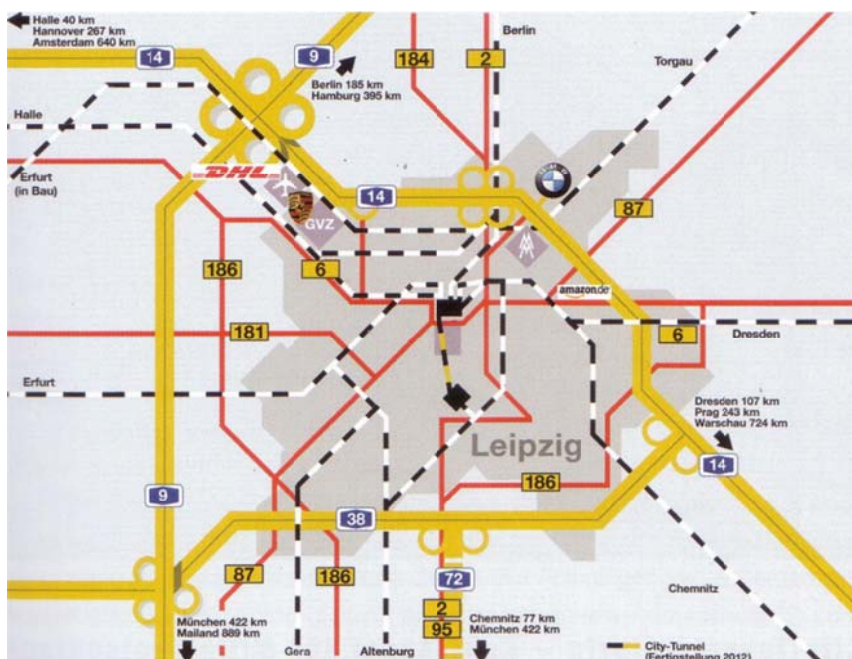 Halle 40 km
Hannover 267 km
Amsterdam 640 km
14
9
Berlin 185 km
Hamburg 395 km
184
2
Berlin
Torgau
Halle
Erfurt
(in Bau)
DHL
GVZ
14
87
186
6
amazon.de
181
6
Dresden
Erfurt
Dresden 107 km
Prag 243 km
Warschau 724 km
Leipzig
14
186
9
38
87
186
72
2
95
Chemnitz
München 422 km
Mailand 889 km
Gera
Altenburg
Chemnitz 77 km
München 422 km
City-Tunnel
(Fertigstellung 2012)